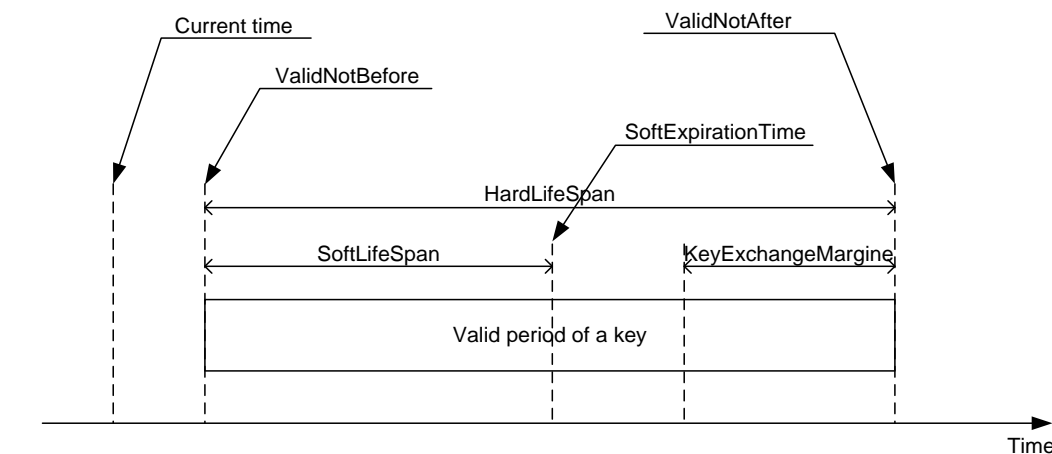 Current time
ValidNotAfter
ValidNotBefore
SoftExpirationTime
HardLifeSpan
SoftLifeSpan
KeyExchangeMargine
Valid period of a key
Time